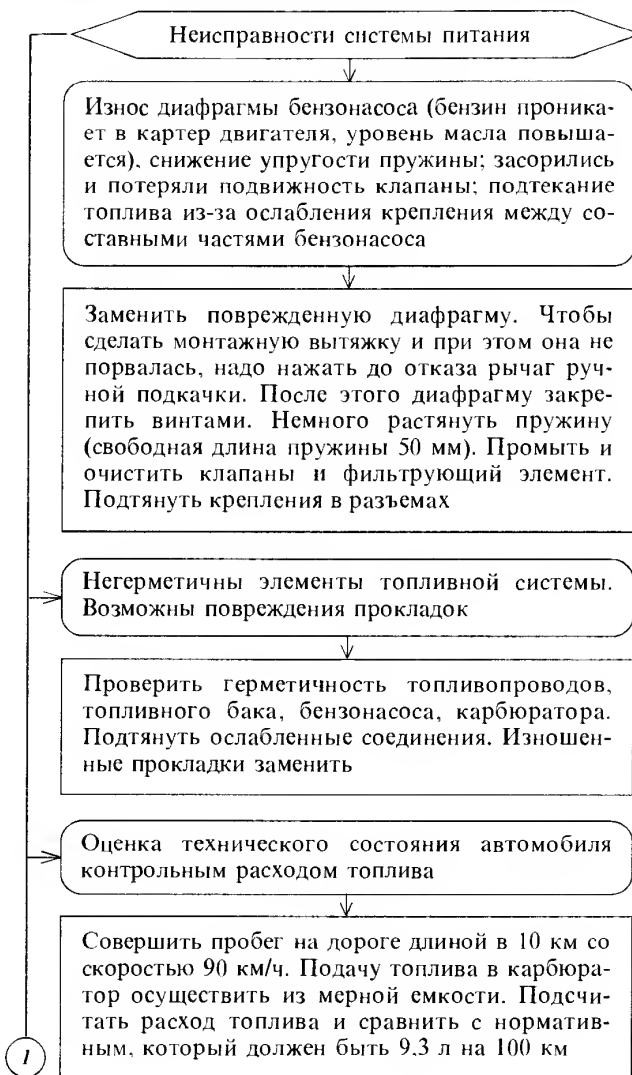 Неисправности системы питания
Износ диафрагмы бензонасоса (бензин проника-
ет в картер двигателя, уровень масла повыша-
ется), снижение упругости пружины; засорились
и потеряли подвижность клапаны; подтекание
топлива из-за ослабления крепления между со-
ставными частями бензонасоса
Заменить поврежденную диафрагму. Чтобы
сделать монтажную вытяжку и при этом она не
порвалась, надо нажать до отказа рычаг руч-
ной подкачки. После этого диафрагму закре-
пить винтами. Немного растянуть пружину
(свободная длина пружины 50 мм). Промыть и
очистить клапаны и фильтрующий элемент.
Подтянуть крепления в разъемах
Негерметичны элементы топливной системы.
Возможны повреждения прокладок
Проверить герметичность топливопроводов,
топливного бака, бензонасоса, карбюратора.
Подтянуть ослабленные соединения. Изношен-
ные прокладки заменить
Оценка технического состояния автомобиля
контрольным расходом топлива
Совершить пробег на дороге длиной в 10 км со
скоростью 90 км/ч. Подачу топлива в карбюра-
тор осуществить из мерной емкости. Подсчи-
тать расход топлива и сравнить с норматив-
ным, который должен быть 9,3 л на 100 км
1